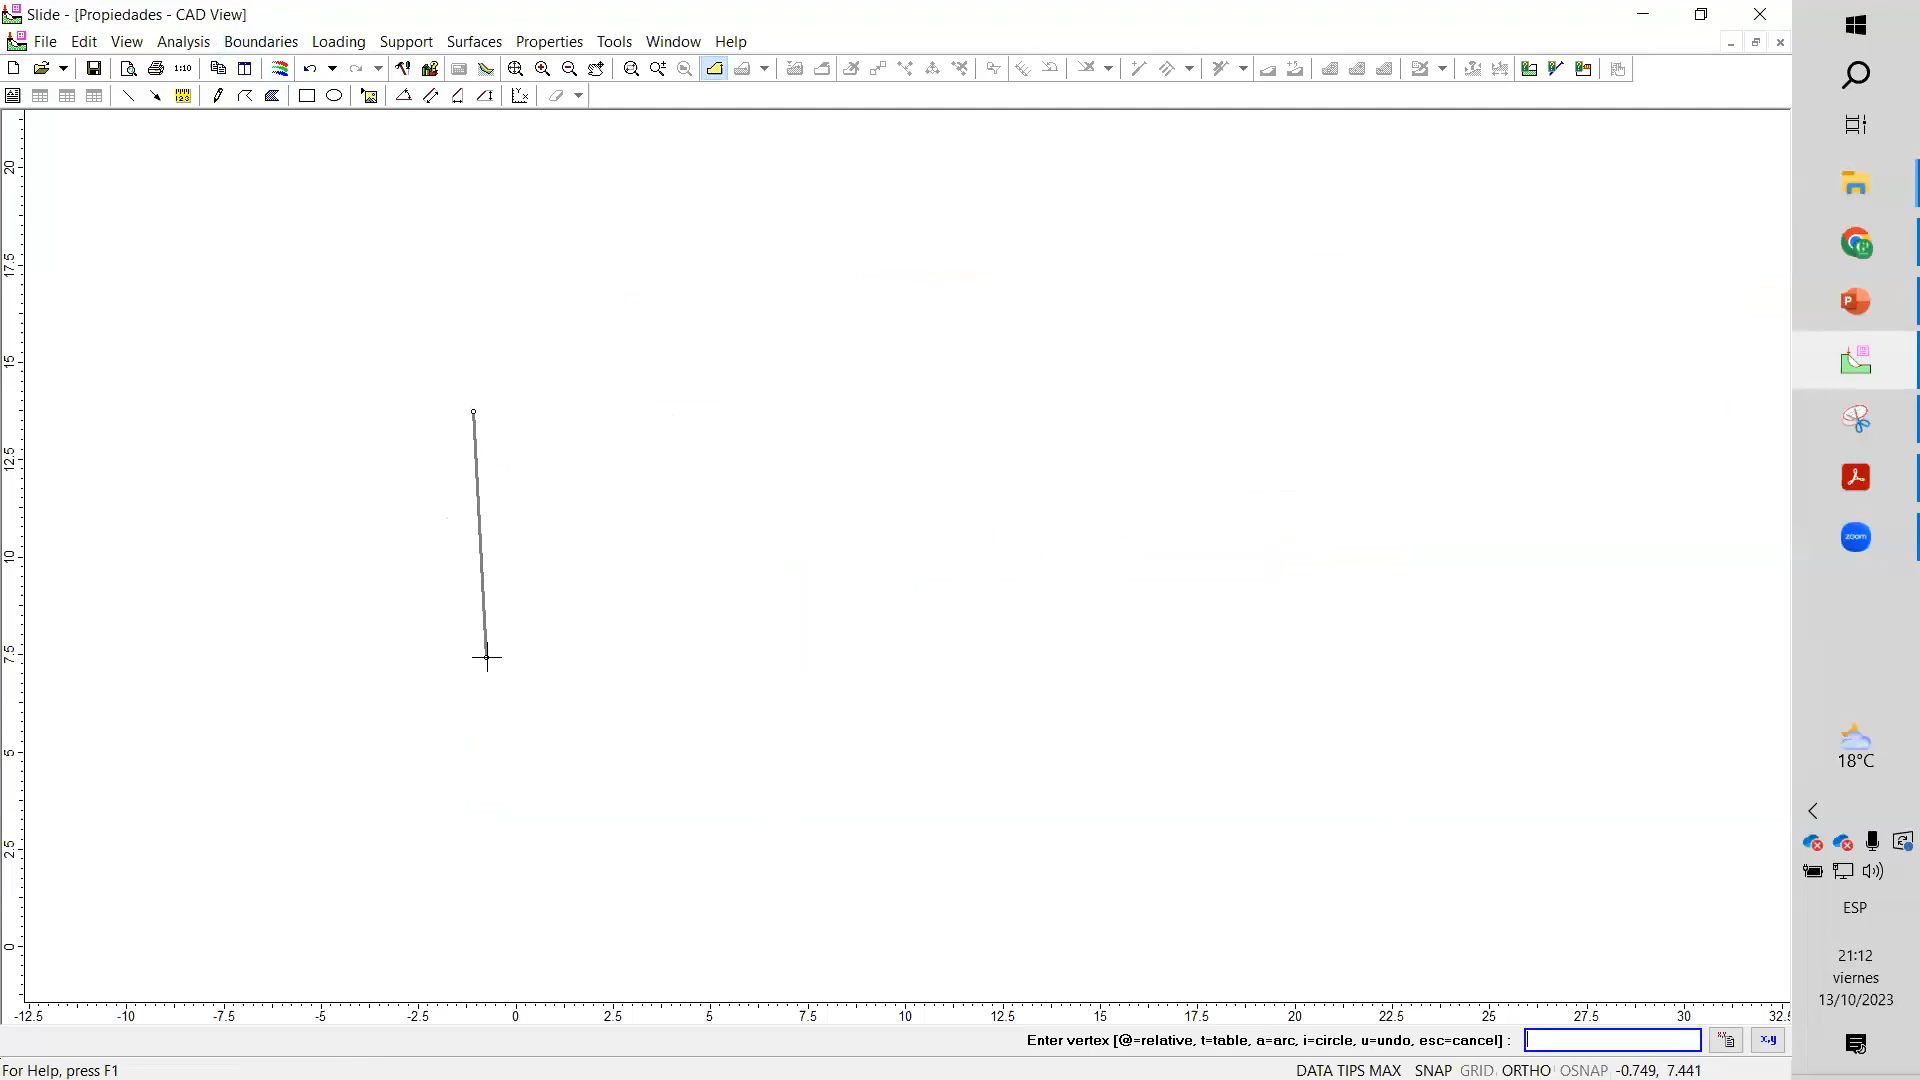 Slide - [Propiedades - CAD View]
File Edit View Analysis Boundaries Loading Support Surfaces Properties Tools Window Help
1:10
20
17.5
15
12.5
10
7.5
5
2.5
0
-12.5 -10 -7.5 -5 -2.5 0 2.5 5 7.5 10 12.5 15 17.5 20 22.5 25 27.5 30 32.5
Enter vertex [@=relative, t=table, a=arc, i=circle, u=undo, esc=cancel] :
x,y
For Help, press F1
DATA TIPS MAX SNAP GRID ORTHO OSNAP -0.749, 7.441
zoom
18°C
ESP
21:12
viernes
13/10/2023